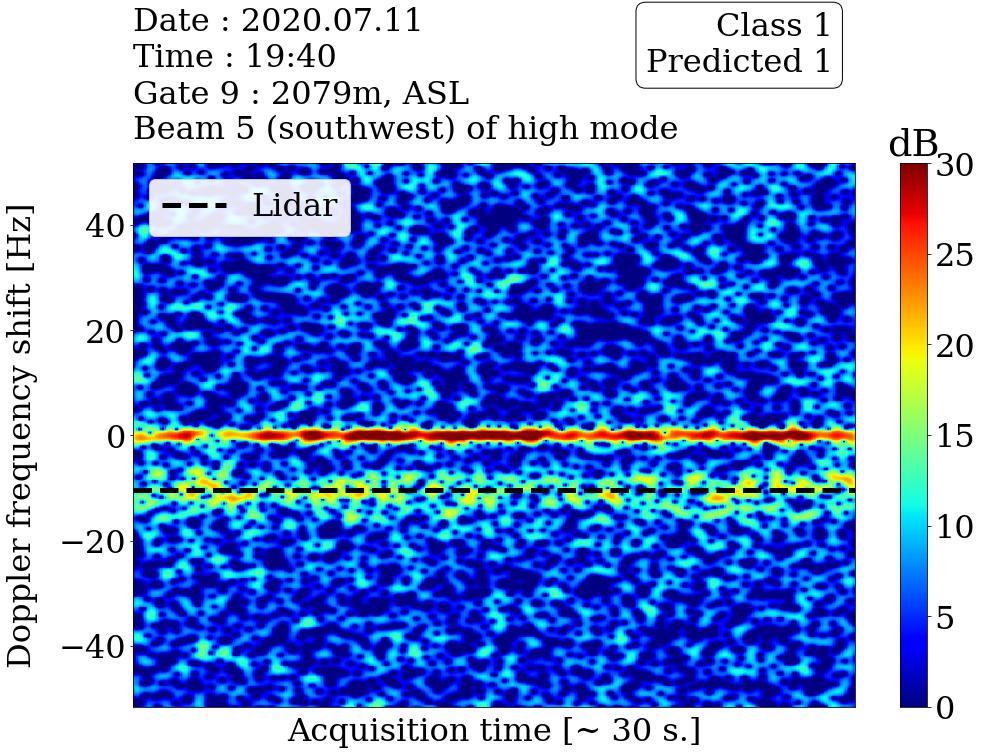 Date : 2020.07.11
Time : 19:40
Gate 9 : 2079m, ASL
Beam 5 (southwest) of high mode
Class 1
Predicted 1
dB
Lidar
Doppler frequency shift [Hz]
40
20
0
−20
−40
30
25
20
15
10
5
0
Acquisition time [~ 30 s.]